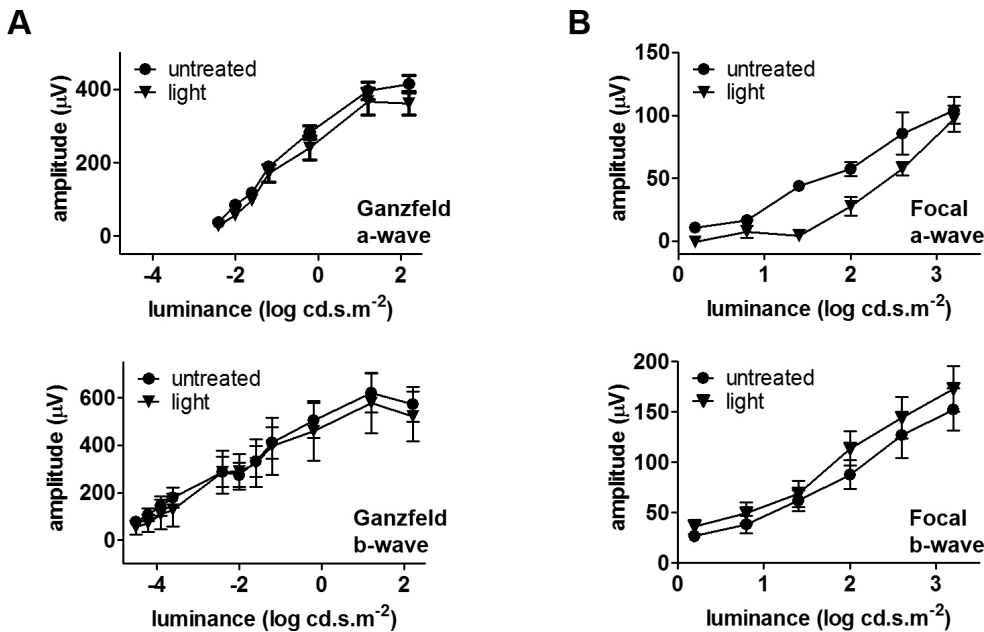 A
amplitude (µV)
400
200
0
untreated
light
Ganzfeld
a-wave
-4 -2 0 2
luminance (log cd.s.m-2)
B
amplitude (µV)
150
100
50
0
untreated
light
Focal
a-wave
0 1 2 3
luminance (log cd.s.m-2)
amplitude (µV)
600
400
200
0
untreated
light
Ganzfeld
b-wave
-4 -2 0 2
luminance (log cd.s.m-2)
amplitude (µV)
200
150
100
50
0
untreated
light
Focal
b-wave
0 1 2 3
luminance (log cd.s.m-2)